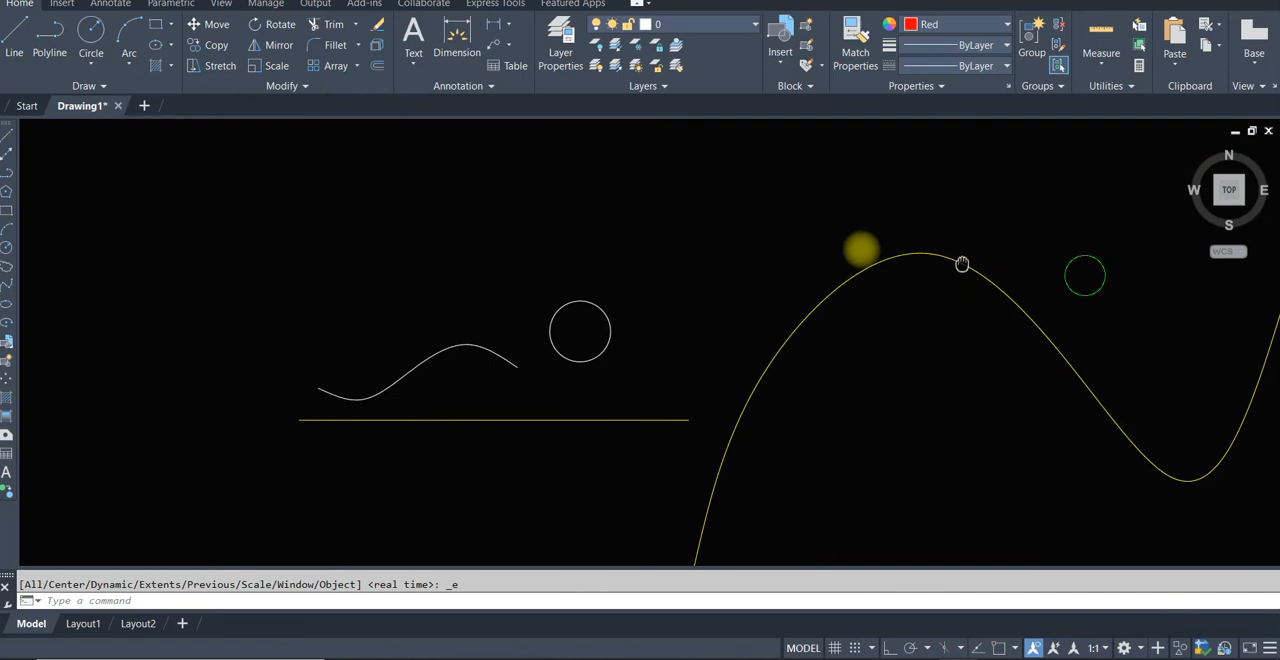 Home Insert Annotate Parametric View Manage Output Add-ins Collaborate Express Tools Featured Apps
Line Polyline Circle Arc
Move Rotate Trim
Copy Mirror Fillet
Stretch Scale Array
Text Dimension Table
Layer Properties
0
Insert
Match Properties
Red
ByLayer
ByLayer
Group
Measure
Paste
Base
Draw Modify Annotation Layers Block Properties Groups Utilities Clipboard View
Start Drawing1*
N
W TOP E
S
WCS
A
[All/Center/Dynamic/Extents/Previous/Scale/Window/Object] <real time>: _e
Type a command
Model Layout1 Layout2
MODEL 1:1